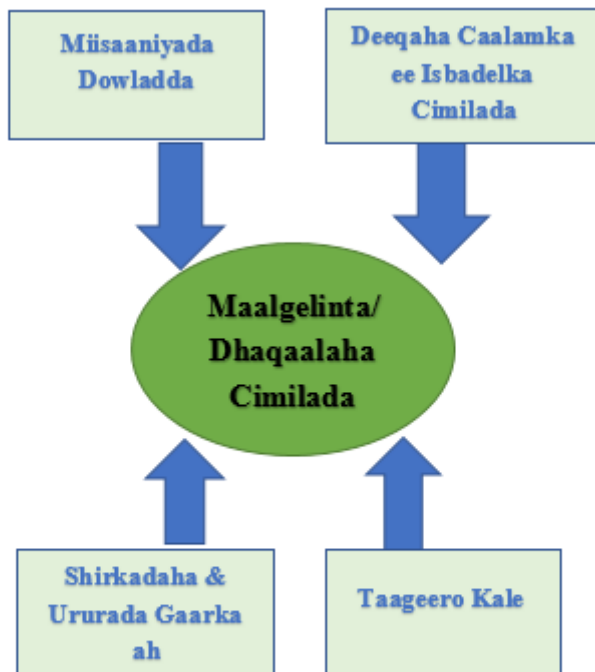 Miisaaniyada
Dowladda
Deeqaha Caalamka
ee Isbadelka
Cimilada
Maalgelinta/
Dhaqaalaha
Cimilada
Shirkadaha &
Ururada Gaarka
ah
Taageero Kale